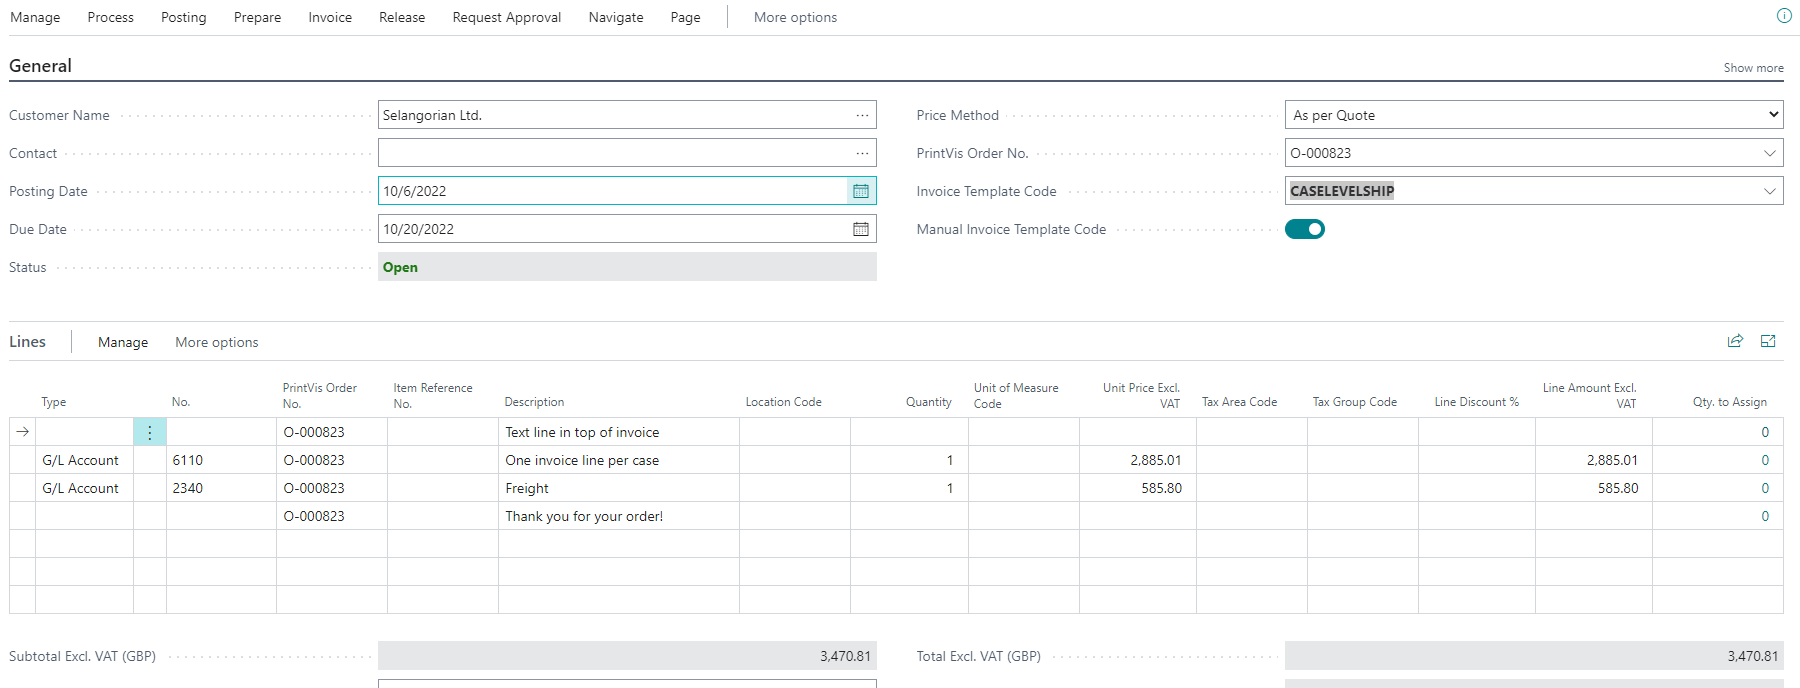 Manage Process Posting Prepare Invoice Release Request Approval Navigate Page More options
General Show more
Customer Name Selangorian Ltd. Price Method As per Quote
Contact PrintVis Order No. O-000823
Posting Date 10/6/2022 Invoice Template Code CASELEVELSHIP
Due Date 10/20/2022 Manual Invoice Template Code
Status Open
Lines Manage More options
Type No. PrintVis Order No. Item Reference No. Description Location Code Quantity Unit of Measure Code Unit Price Excl. VAT Tax Area Code Tax Group Code Line Discount % Line Amount Excl. VAT Qty. to Assign
O-000823 Text line in top of invoice 0
G/L Account 6110 O-000823 One invoice line per case 1 2,885.01 2,885.01 0
G/L Account 2340 O-000823 Freight 1 585.80 585.80 0
O-000823 Thank you for your order! 0
Subtotal Excl. VAT (GBP) 3,470.81 Total Excl. VAT (GBP) 3,470.81